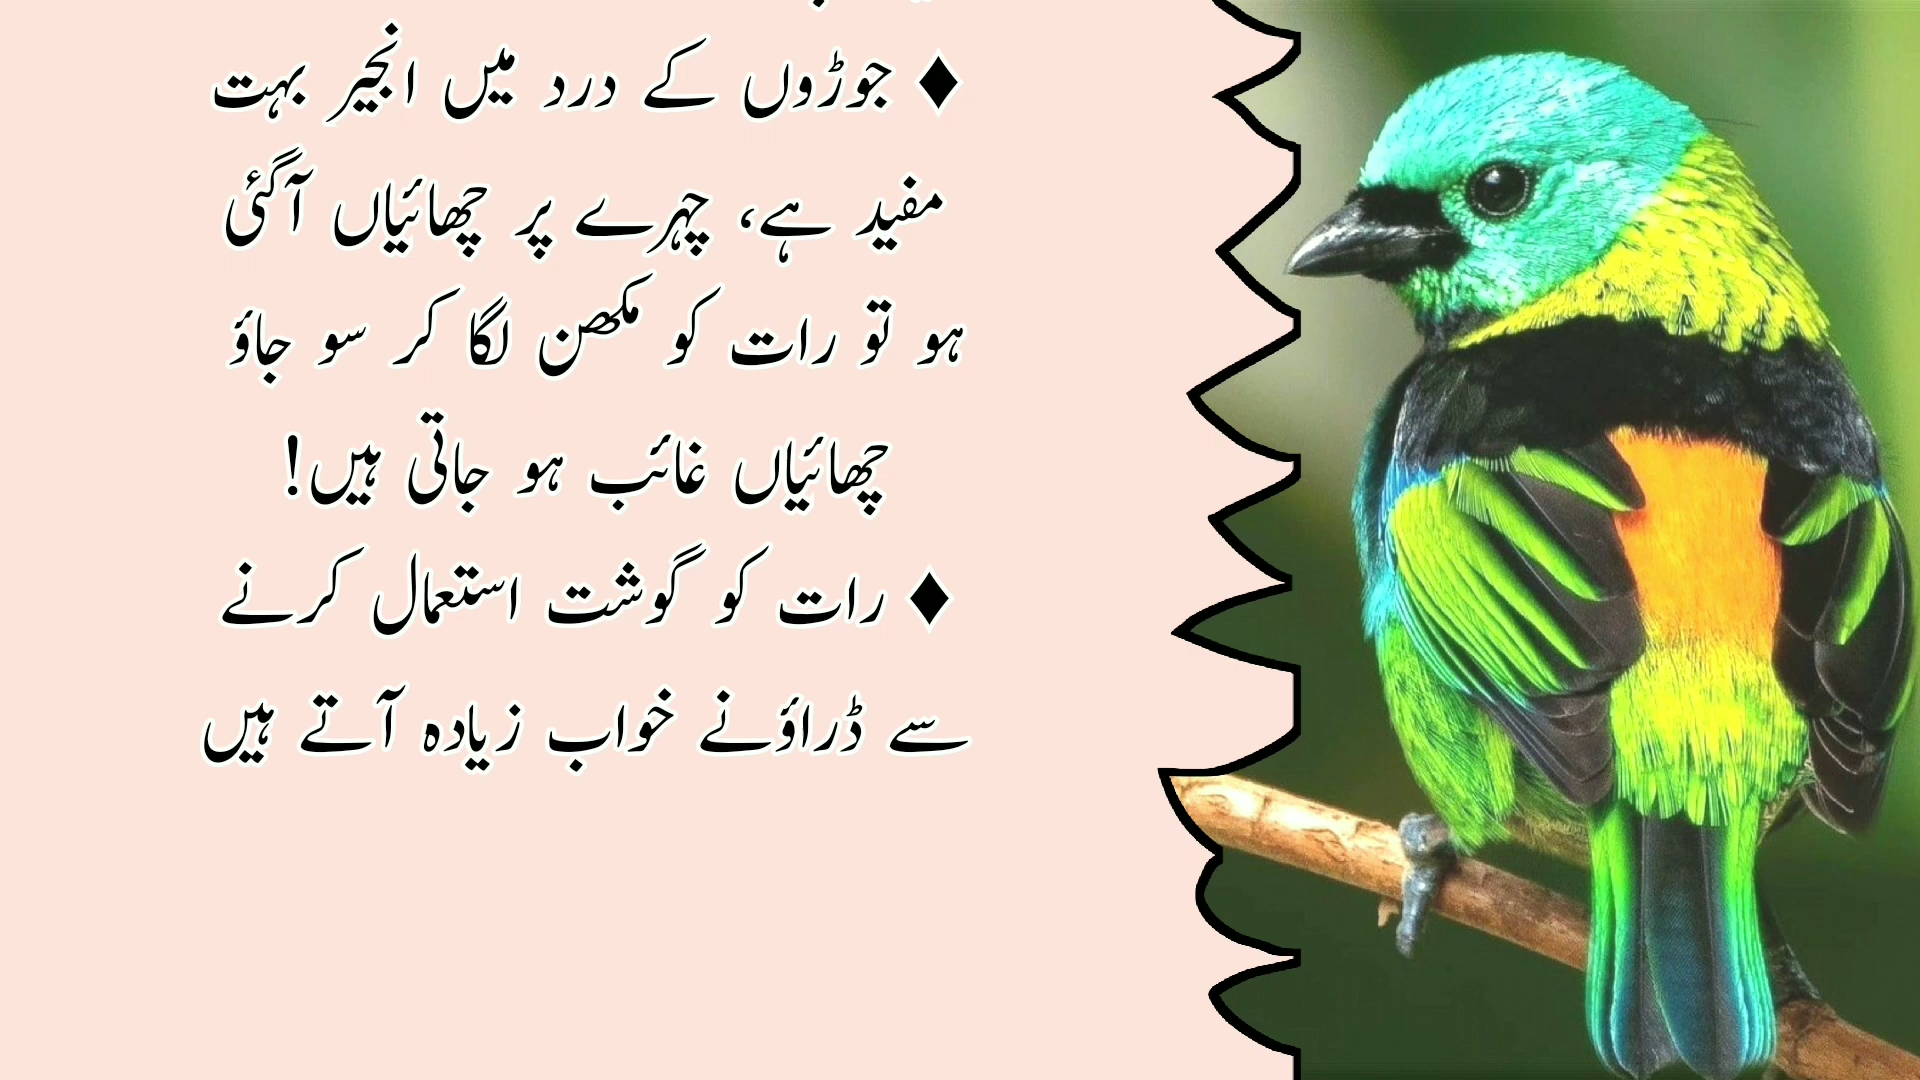 ♦ جوڑوں کے درد میں انجیر بہت
مفید ہے، چہرے پر چھائیاں آگئی
ہو تو رات کو مکھن لگا کر سو جاؤ
چھائیاں غائب ہو جاتی ہیں!
♦ رات کو گوشت استعمال کرنے
سے ڈراؤنے خواب زیادہ آتے ہیں